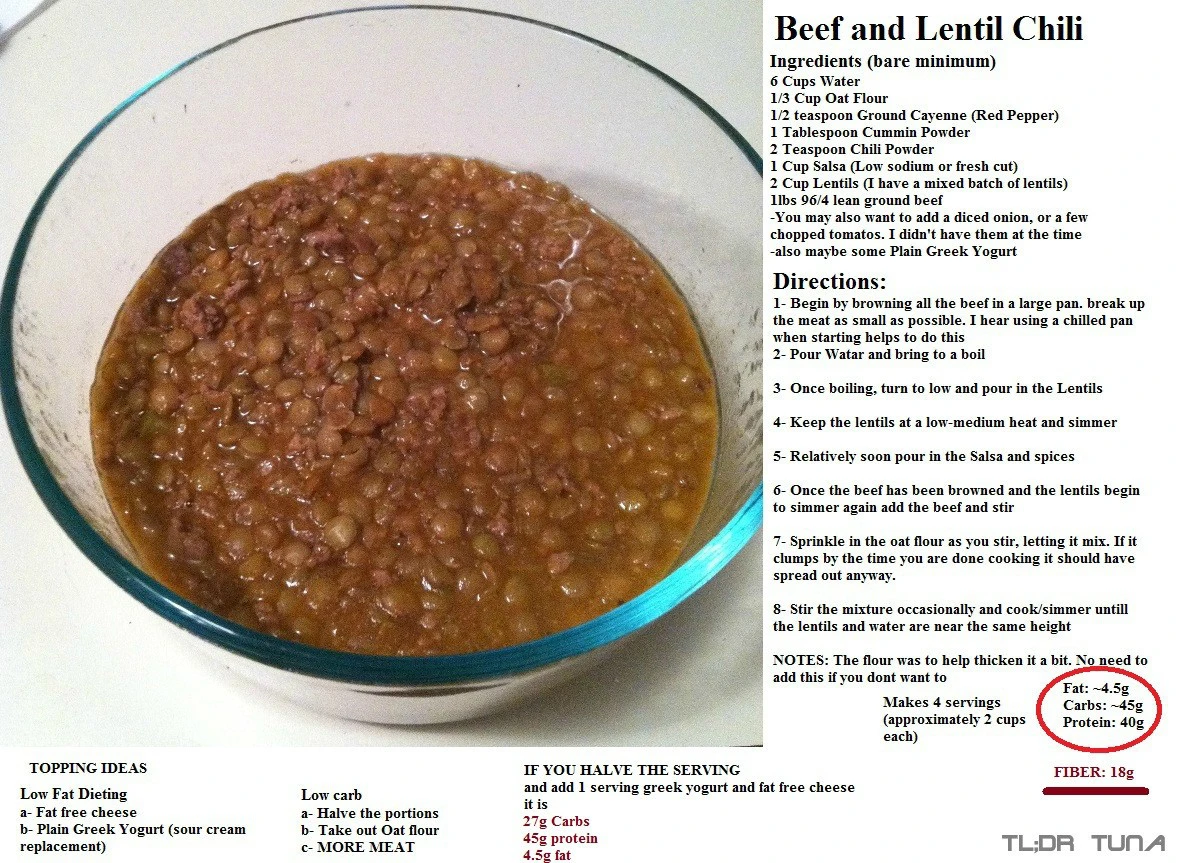 Beef and Lentil Chili
Ingredients (bare minimum)
6 Cups Water
1/3 Cup Oat Flour
1/2 teaspoon Ground Cayenne (Red Pepper)
1 Tablespoon Cummin Powder
2 Teaspoon Chili Powder
1 Cup Salsa (Low sodium or fresh cut)
2 Cup Lentils (I have a mixed batch of lentils)
1lbs 96/4 lean ground beef
-You may also want to add a diced onion, or a few
chopped tomatos. I didn't have them at the time
-also maybe some Plain Greek Yogurt
Directions:
1- Begin by browning all the beef in a large pan. break up
the meat as small as possible. I hear using a chilled pan
when starting helps to do this
2- Pour Watar and bring to a boil
3- Once boiling, turn to low and pour in the Lentils
4- Keep the lentils at a low-medium heat and simmer
5- Relatively soon pour in the Salsa and spices
6- Once the beef has been browned and the lentils begin
to simmer again add the beef and stir
7- Sprinkle in the oat flour as you stir, letting it mix. If it
clumps by the time you are done cooking it should have
spread out anyway.
8- Stir the mixture occasionally and cook/simmer untill
the lentils and water are near the same height
NOTES: The flour was to help thicken it a bit. No need to
add this if you dont want to
Makes 4 servings
(approximately 2 cups
each)
Fat: ~4.5g
Carbs: ~45g
Protein: 40g
FIBER: 18g
TOPPING IDEAS
Low Fat Dieting
a- Fat free cheese
b- Plain Greek Yogurt (sour cream
replacement)
Low carb
a- Halve the portions
b- Take out Oat flour
c- MORE MEAT
IF YOU HALVE THE SERVING
and add 1 serving greek yogurt and fat free cheese
it is
27g Carbs
45g protein
4.5g fat
TL;DR TUNA